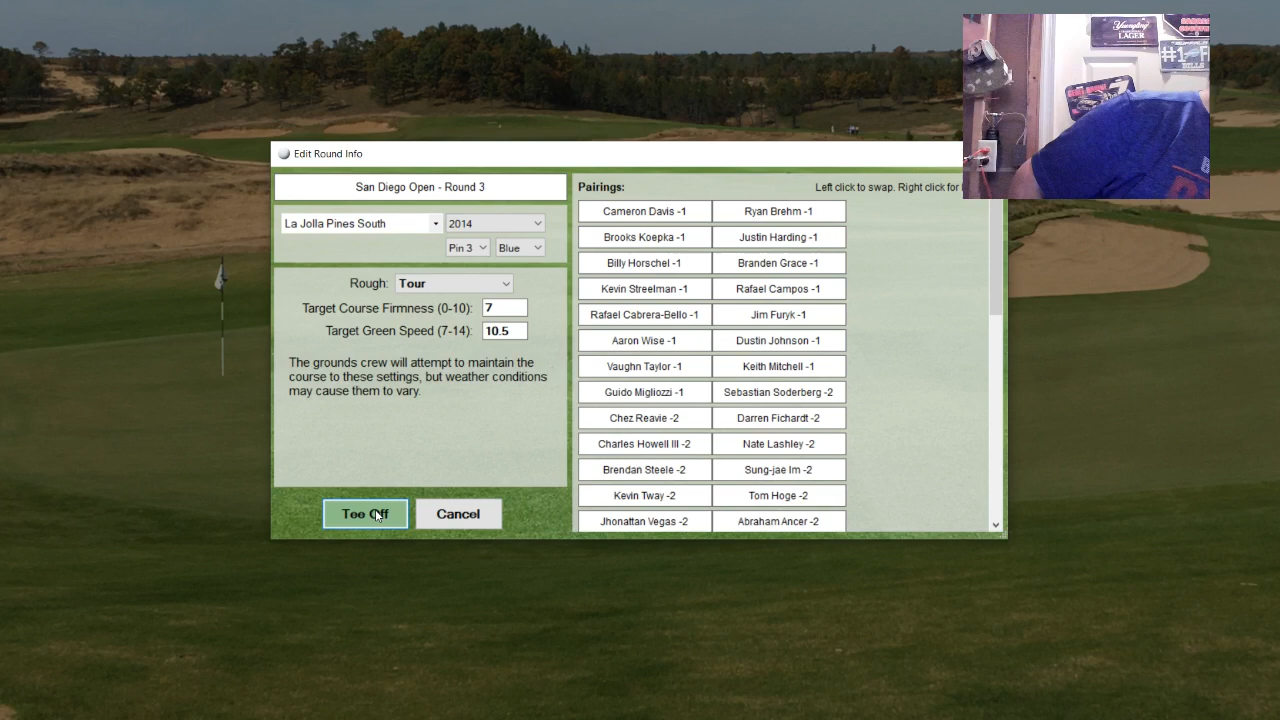 Edit Round Info
San Diego Open - Round 3
La Jolla Pines South
2014
Pin 3
Blue
Rough:
Tour
Target Course Firmness (0-10):
7
Target Green Speed (7-14):
10.5
The grounds crew will attempt to maintain the
course to these settings, but weather conditions
may cause them to vary.
Tee Off
Cancel
Pairings:
Left click to swap. Right click for
Cameron Davis -1 Ryan Brehm -1
Brooks Koepka -1 Justin Harding -1
Billy Horschel -1 Branden Grace -1
Kevin Streelman -1 Rafael Campos -1
Rafael Cabrera-Bello -1 Jim Furyk -1
Aaron Wise -1 Dustin Johnson -1
Vaughn Taylor -1 Keith Mitchell -1
Guido Migliozzi -1 Sebastian Soderberg -2
Chez Reavie -2 Darren Fichardt -2
Charles Howell III -2 Nate Lashley -2
Brendan Steele -2 Sung-jae Im -2
Kevin Tway -2 Tom Hoge -2
Jhonattan Vegas -2 Abraham Ancer -2
Yuengling
LAGER
#1 F